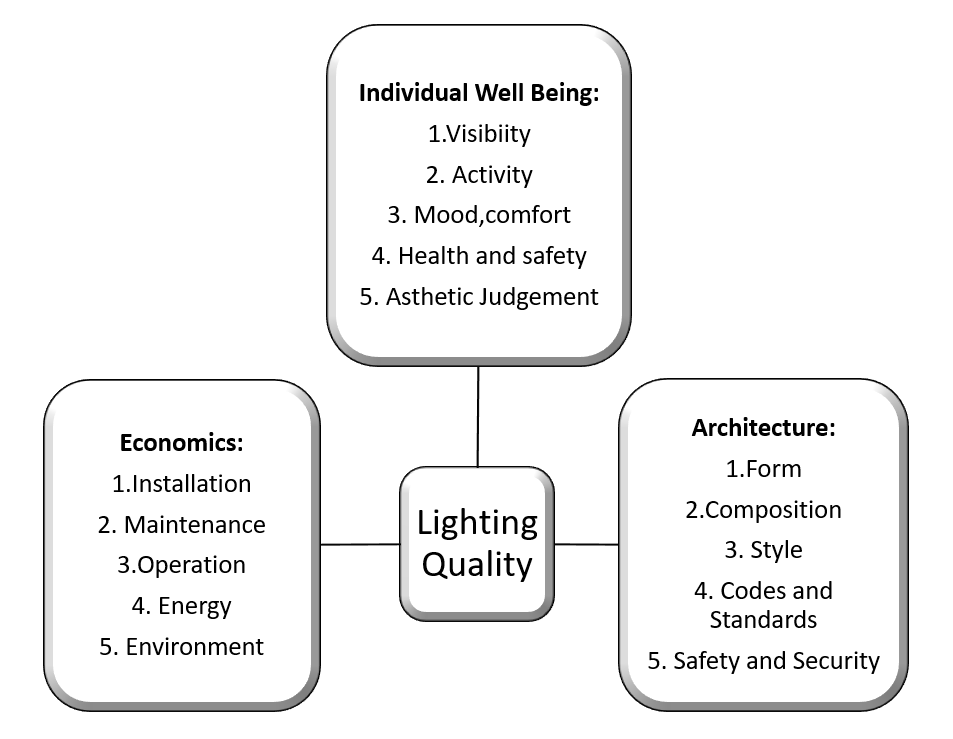 Individual Well Being:
1.Visibiity
2. Activity
3. Mood,comfort
4. Health and safety
5. Asthetic Judgement
Economics:
1.Installation
2. Maintenance
3.Operation
4. Energy
5. Environment
Lighting
Quality
Architecture:
1.Form
2.Composition
3. Style
4. Codes and
Standards
5. Safety and Security